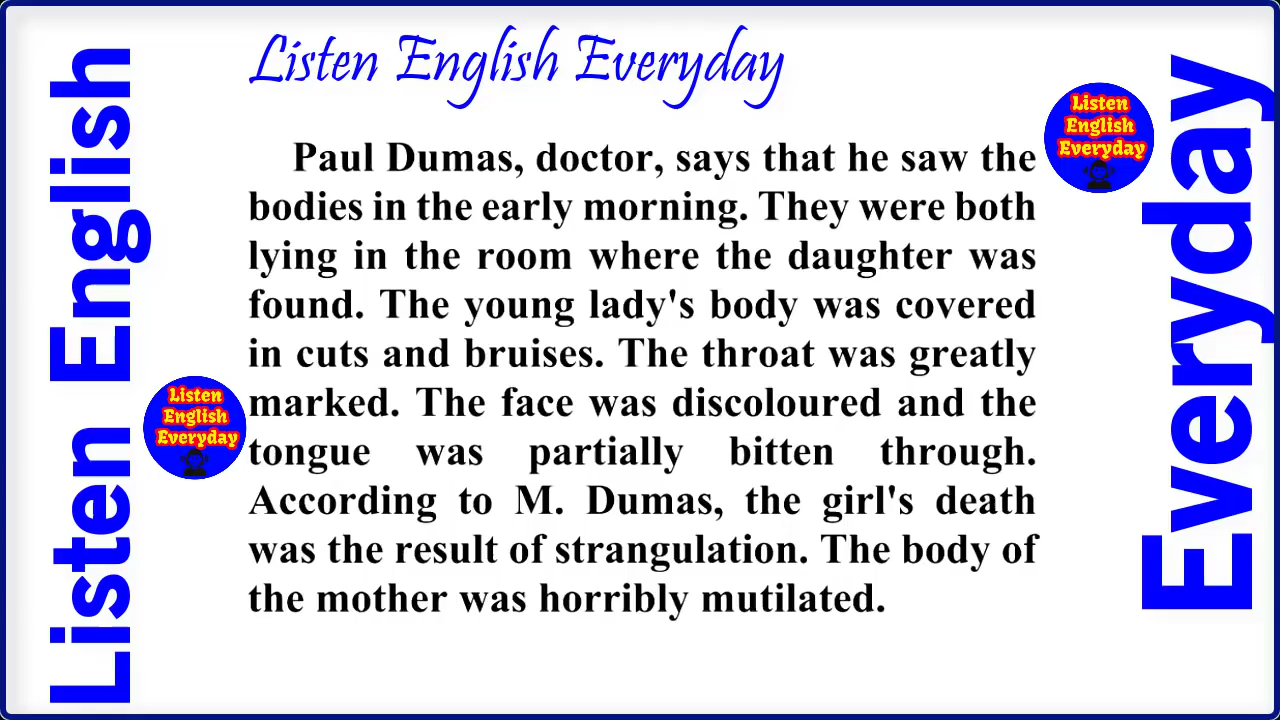 Listen English Everyday
Paul Dumas, doctor, says that he saw the
bodies in the early morning. They were both
lying in the room where the daughter was
found. The young lady's body was covered
in cuts and bruises. The throat was greatly
marked. The face was discoloured and the
tongue was partially bitten through.
According to M. Dumas, the girl's death
was the result of strangulation. The body of
the mother was horribly mutilated.
Listen English
Everyday
Listen
English
Everyday
Listen
English
Everyday